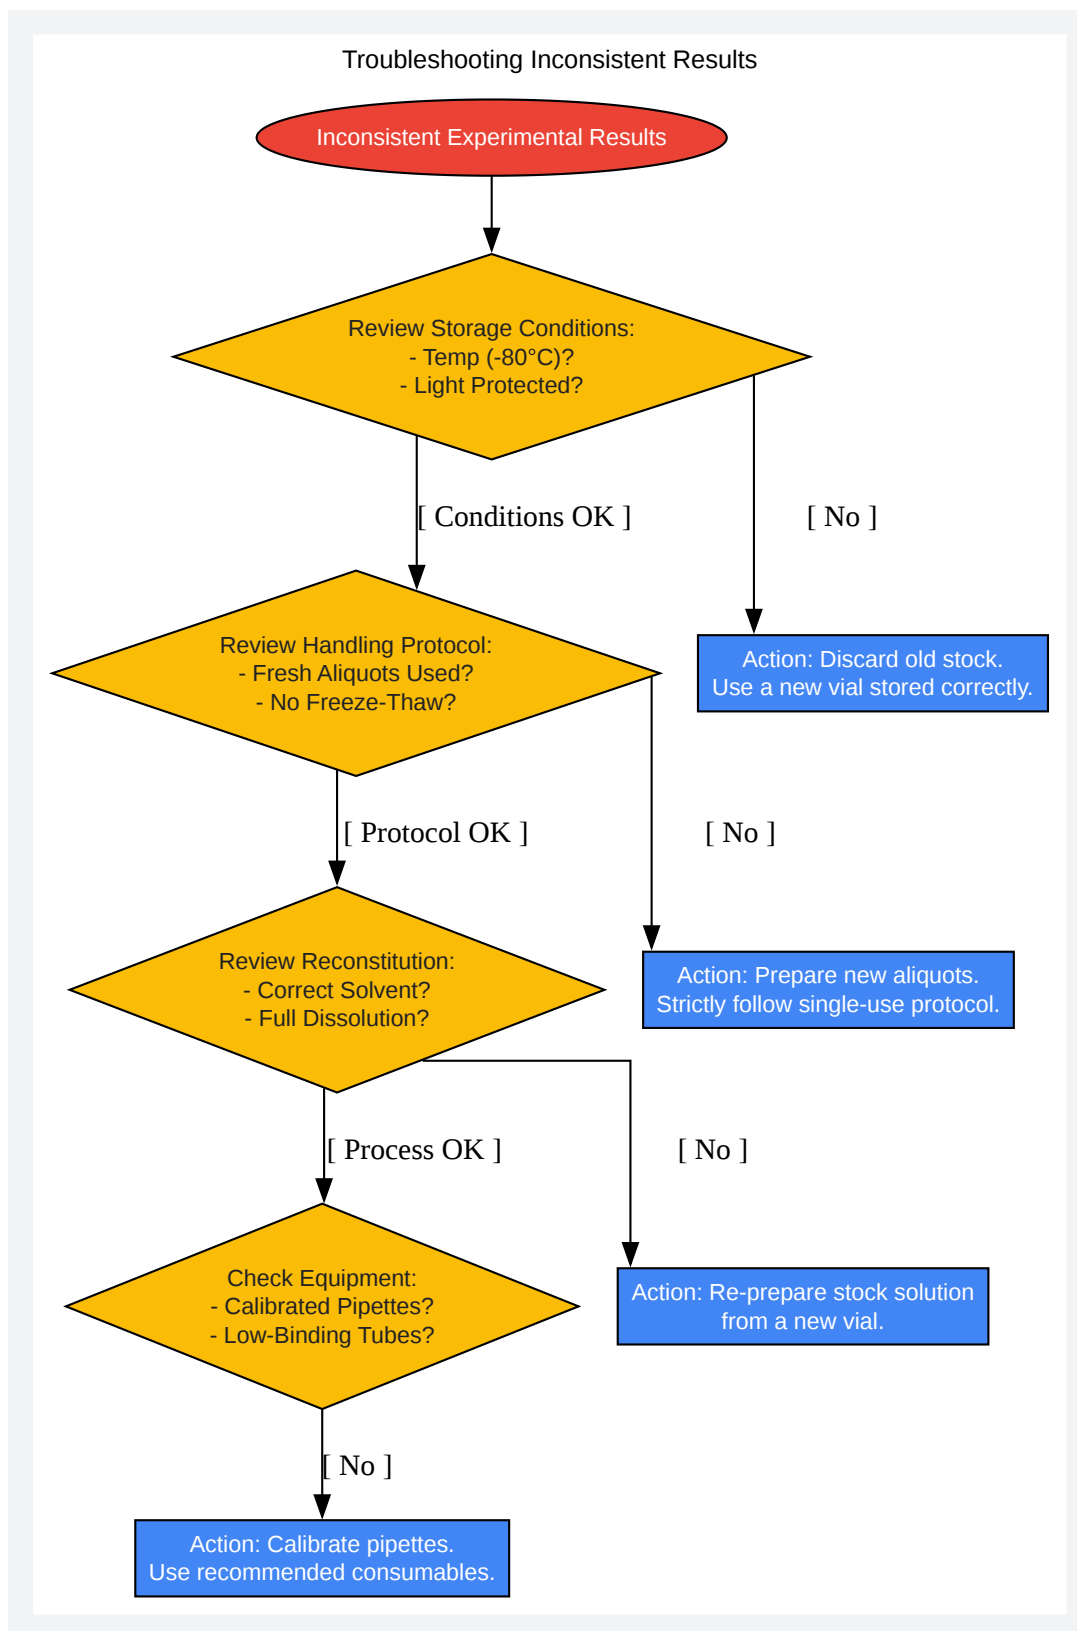 Troubleshooting Inconsistent Results
Inconsistent Experimental Results
Review Storage Conditions:
- Temp (-80°C)?
- Light Protected?
[ Conditions OK ]
[ No ]
Review Handling Protocol:
- Fresh Aliquots Used?
- No Freeze-Thaw?
Action: Discard old stock.
Use a new vial stored correctly.
[ Protocol OK ]
[ No ]
Review Reconstitution:
- Correct Solvent?
- Full Dissolution?
Action: Prepare new aliquots.
Strictly follow single-use protocol.
[ Process OK ]
[ No ]
Check Equipment:
- Calibrated Pipettes?
- Low-Binding Tubes?
Action: Re-prepare stock solution
from a new vial.
[ No ]
Action: Calibrate pipettes.
Use recommended consumables.